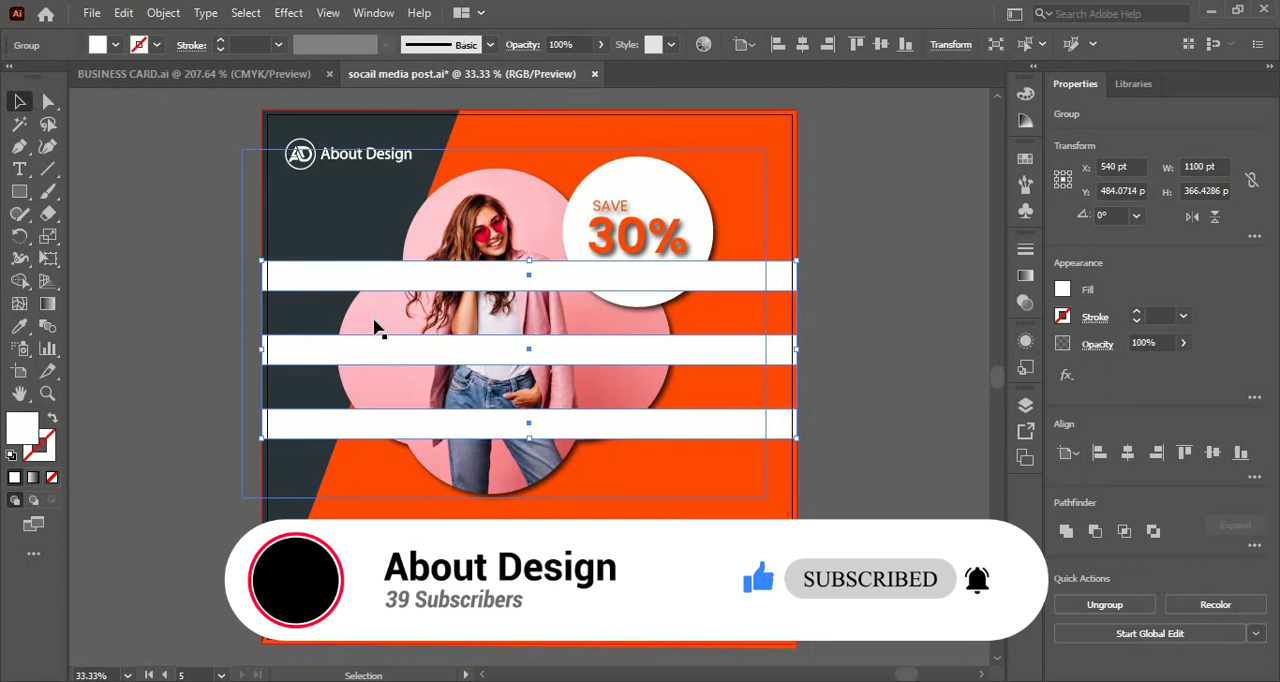 Ai File Edit Object Type Select Effect View Window Help Search Adobe Help
Group Stroke: Basic Opacity: 100% Style: Transform
BUSINESS CARD.ai @ 207.64 % (CMYK/Preview) × socail media post.ai* @ 33.33 % (RGB/Preview) ×
Properties Libraries
Group
Transform
X: 540 pt W: 1100 pt
Y: 484.0714 p H: 366.4286 p
0°
Appearance
Fill
Stroke
Opacity 100%
fx.
Align
Pathfinder
Expand
Quick Actions
Ungroup Recolor
Start Global Edit
AD About Design
SAVE
30%
About Design
39 Subscribers
SUBSCRIBED
33.33% 5 Selection